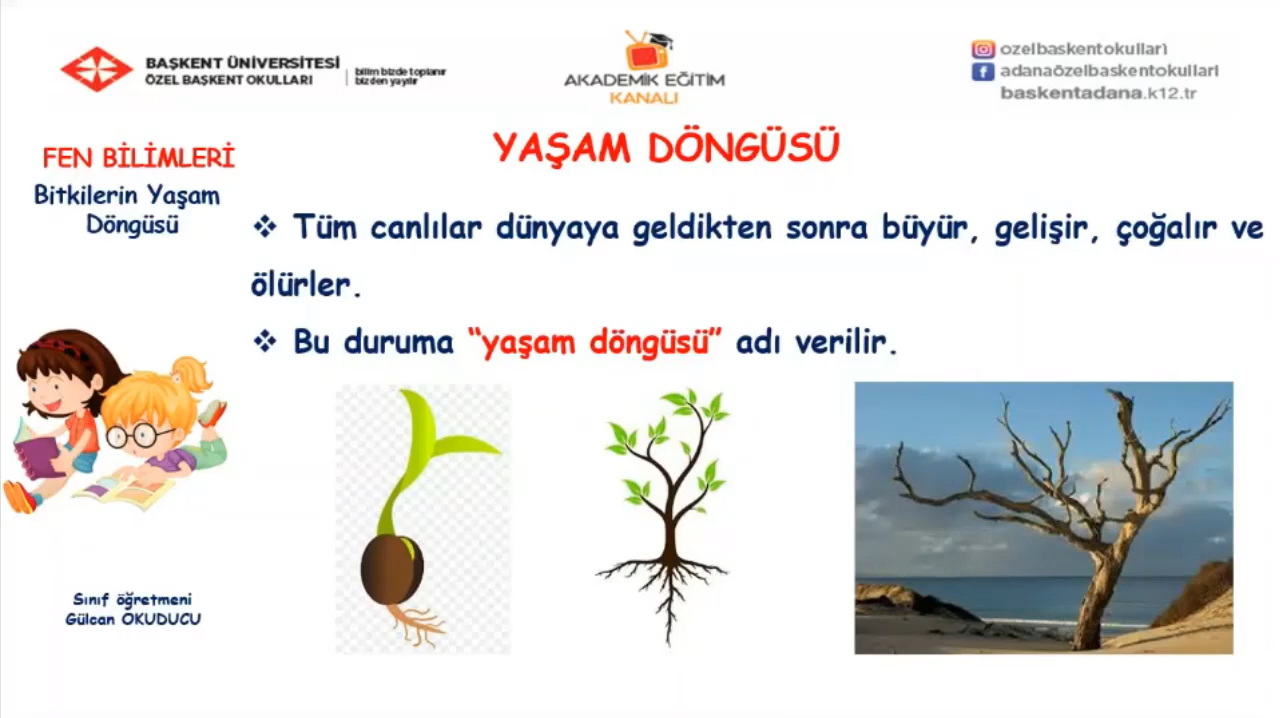 BAŞKENT ÜNİVERSİTESİ
ÖZEL BAŞKENT OKULLARI
bilim bizde toplanır
bizden yayılır
AKADEMİK EĞİTİM
KANALI
ozelbaskentokulları
adanaözelbaskentokullari
baskentadana.k12.tr
FEN BİLİMLERİ
Bitkilerin Yaşam
Döngüsü
YAŞAM DÖNGÜSÜ
❖ Tüm canlılar dünyaya geldikten sonra büyür, gelişir, çoğalır ve
ölürler.
❖ Bu duruma “yaşam döngüsü” adı verilir.
Sınıf öğretmeni
Gülcan OKUDUCU